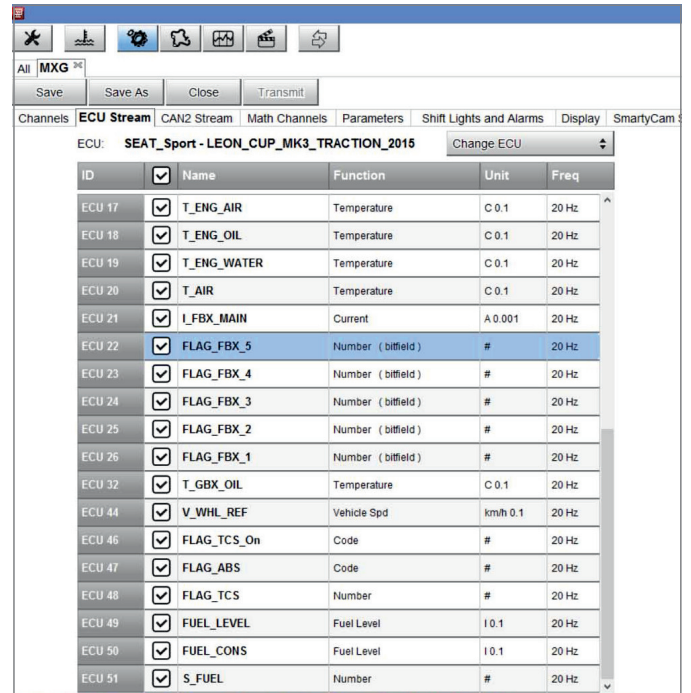 All MXG
Save Save As Close Transmit
Channels ECU Stream CAN2 Stream Math Channels Parameters Shift Lights and Alarms Display SmartyCam S
ECU: SEAT_Sport - LEON_CUP_MK3_TRACTION_2015 Change ECU
ID Name Function Unit Freq
ECU 17 T_ENG_AIR Temperature C 0.1 20 Hz
ECU 18 T_ENG_OIL Temperature C 0.1 20 Hz
ECU 19 T_ENG_WATER Temperature C 0.1 20 Hz
ECU 20 T_AIR Temperature C 0.1 20 Hz
ECU 21 I_FBX_MAIN Current A 0.001 20 Hz
ECU 22 FLAG_FBX_5 Number ( bitfield ) # 20 Hz
ECU 23 FLAG_FBX_4 Number ( bitfield ) # 20 Hz
ECU 24 FLAG_FBX_3 Number ( bitfield ) # 20 Hz
ECU 25 FLAG_FBX_2 Number ( bitfield ) # 20 Hz
ECU 26 FLAG_FBX_1 Number ( bitfield ) # 20 Hz
ECU 32 T_GBX_OIL Temperature C 0.1 20 Hz
ECU 44 V_WHL_REF Vehicle Spd km/h 0.1 20 Hz
ECU 46 FLAG_TCS_On Code # 20 Hz
ECU 47 FLAG_ABS Code # 20 Hz
ECU 48 FLAG_TCS Number # 20 Hz
ECU 49 FUEL_LEVEL Fuel Level l 0.1 20 Hz
ECU 50 FUEL_CONS Fuel Level l 0.1 20 Hz
ECU 51 S_FUEL Number # 20 Hz